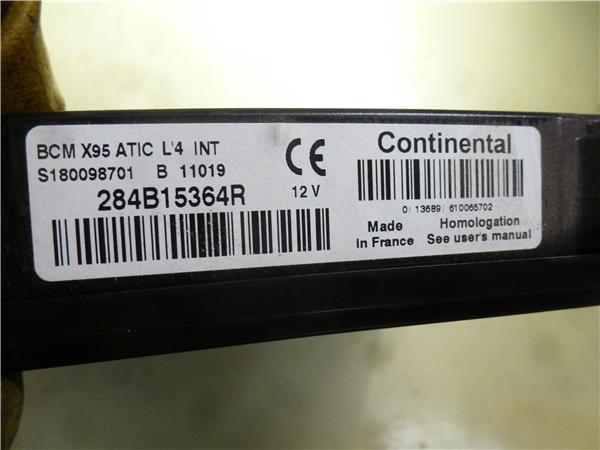 BCM X95 ATIC L'4 INT
S180098701 B 11019
284B15364R
CE
12 V
Continental
0/13689/610065702
Made in France
Homologation
See user's manual